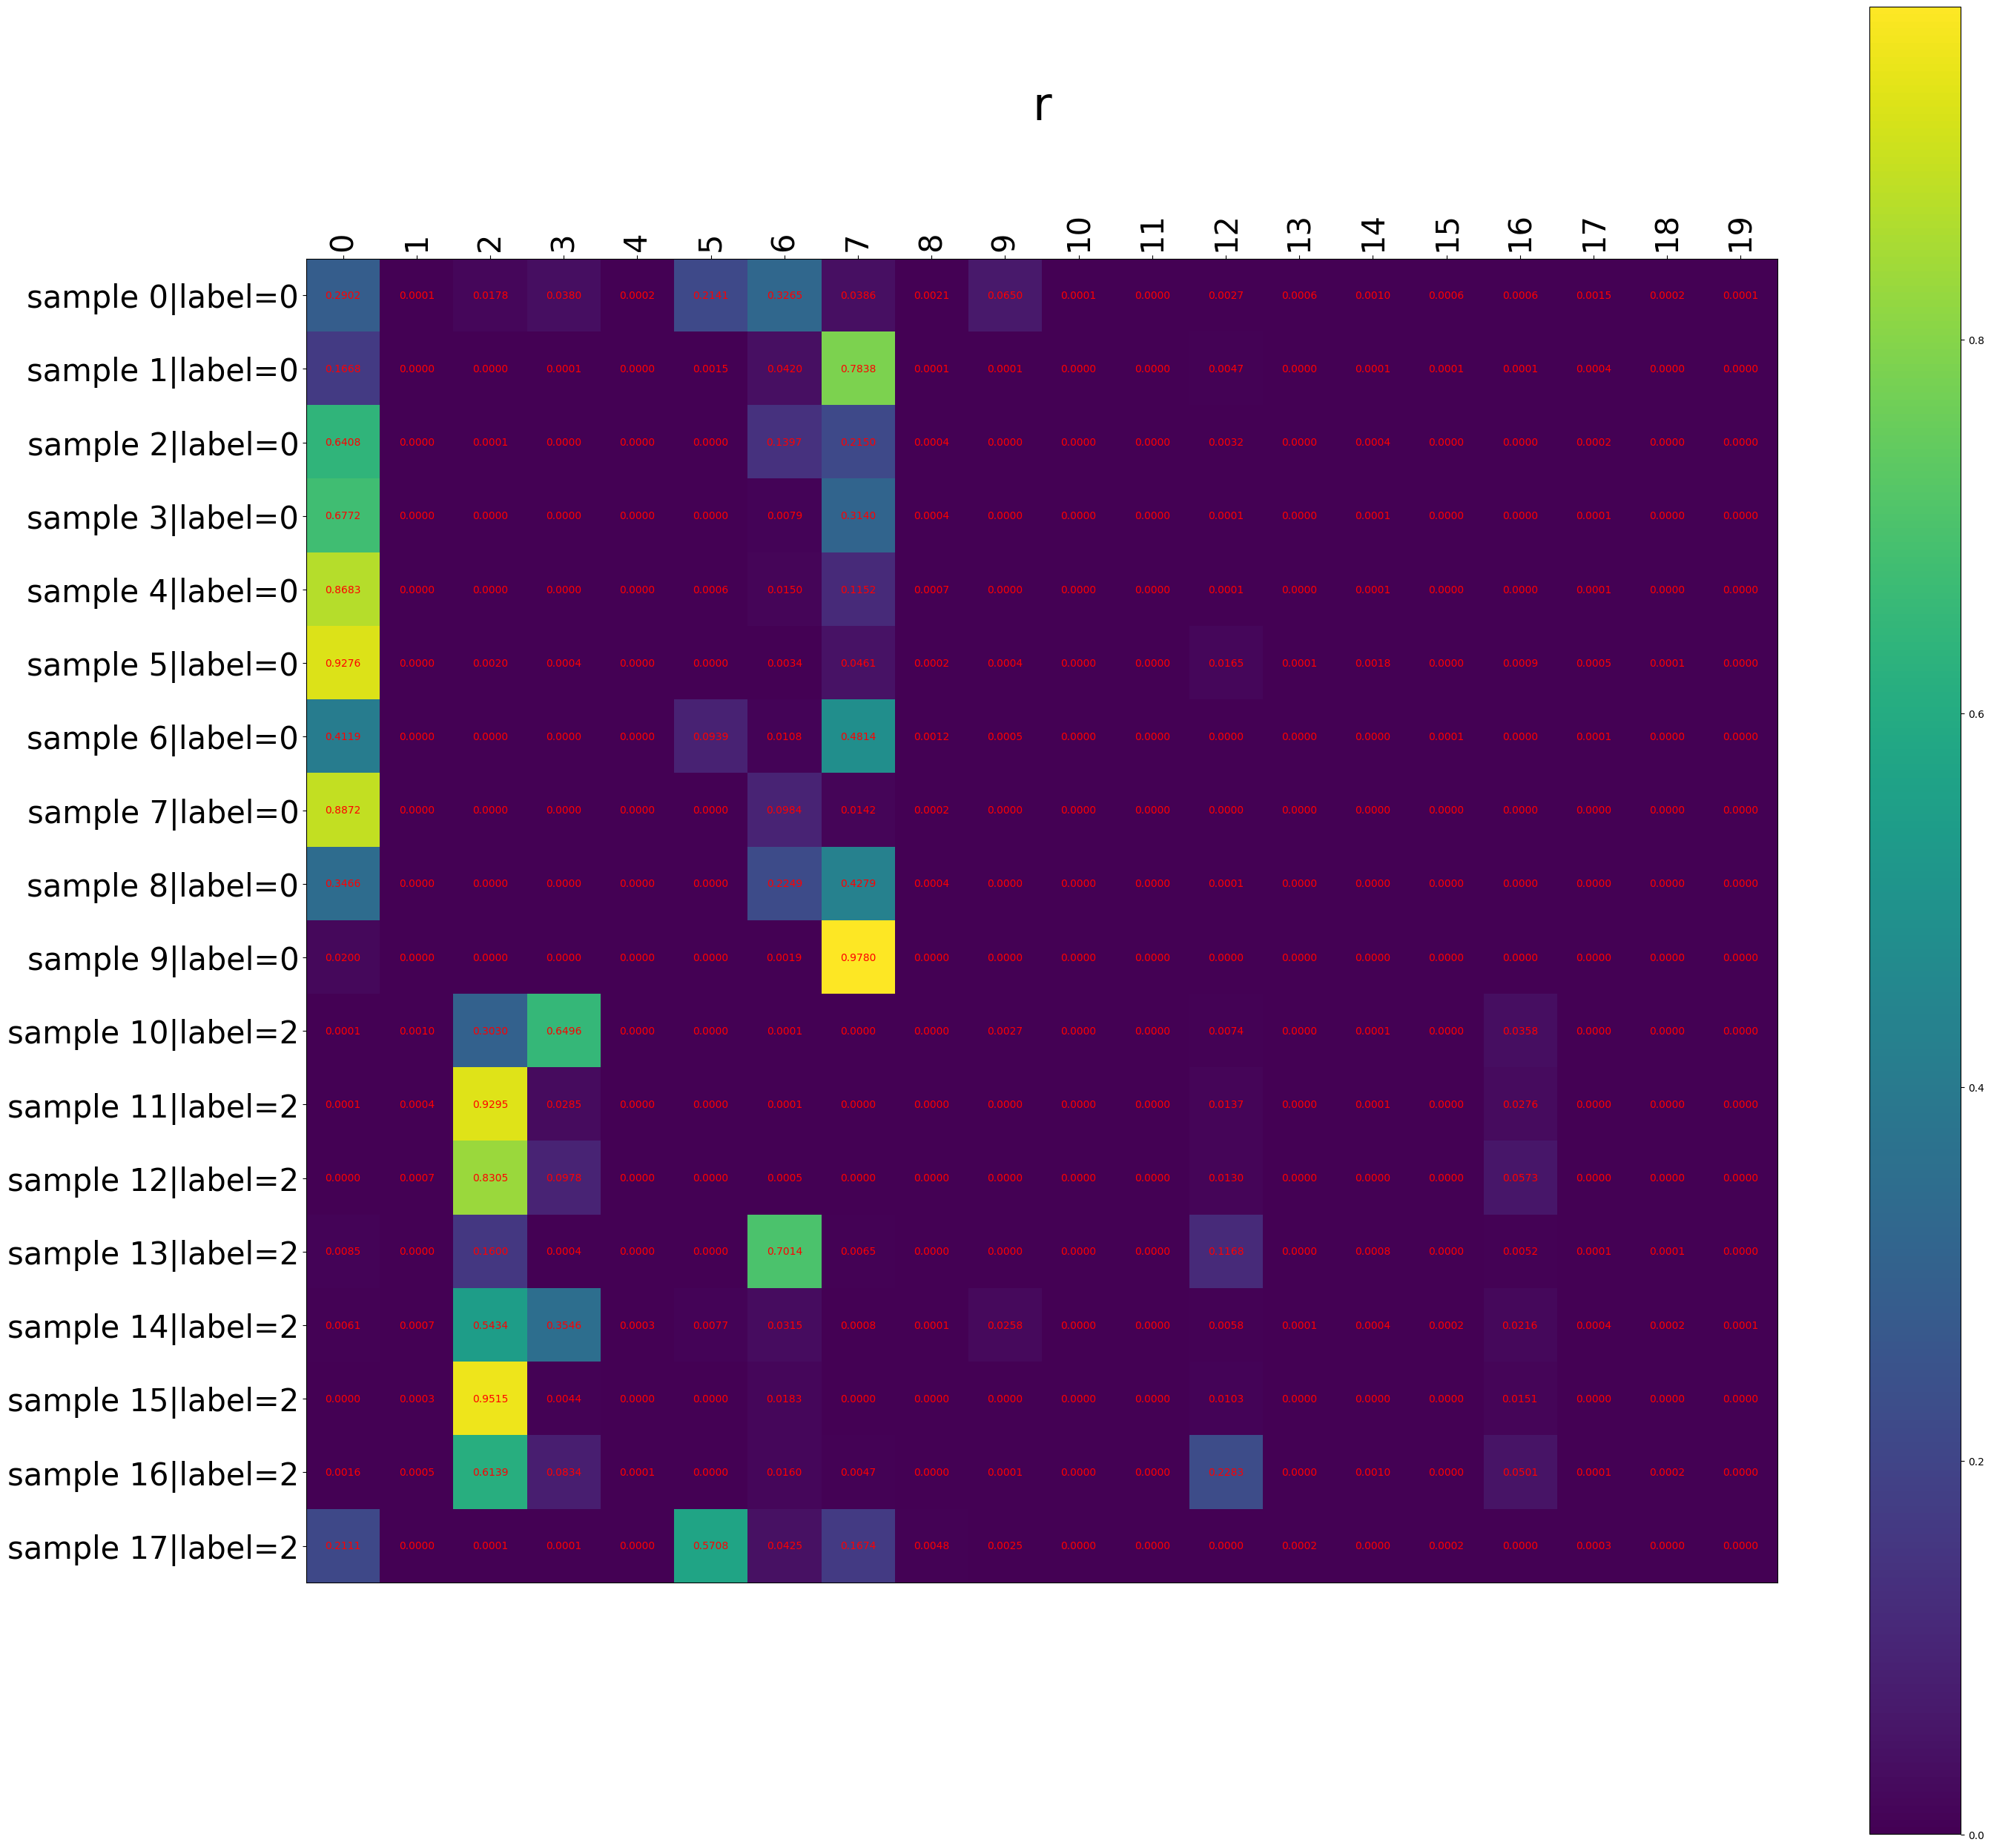 r
0 1 2 3 4 5 6 7 8 9 10 11 12 13 14 15 16 17 18 19
sample 0|label=0 0.2902 0.0001 0.0178 0.0380 0.0002 0.2141 0.3265 0.0386 0.0021 0.0650 0.0001 0.0000 0.0027 0.0006 0.0010 0.0006 0.0006 0.0015 0.0002 0.0001
sample 1|label=0 0.1669 0.0000 0.0000 0.0001 0.0000 0.0015 0.0420 0.7838 0.0001 0.0001 0.0000 0.0000 0.0047 0.0000 0.0001 0.0001 0.0001 0.0004 0.0000 0.0000
sample 2|label=0 0.6408 0.0000 0.0001 0.0000 0.0000 0.0000 0.1397 0.2150 0.0004 0.0000 0.0000 0.0000 0.0032 0.0000 0.0004 0.0000 0.0000 0.0002 0.0000 0.0000
sample 3|label=0 0.6772 0.0000 0.0000 0.0000 0.0000 0.0000 0.0079 0.3140 0.0004 0.0000 0.0000 0.0000 0.0001 0.0000 0.0001 0.0000 0.0000 0.0001 0.0000 0.0000
sample 4|label=0 0.8683 0.0000 0.0000 0.0000 0.0000 0.0006 0.0150 0.1152 0.0007 0.0000 0.0000 0.0000 0.0001 0.0000 0.0001 0.0000 0.0000 0.0001 0.0000 0.0000
sample 5|label=0 0.9276 0.0000 0.0020 0.0004 0.0000 0.0000 0.0034 0.0461 0.0002 0.0004 0.0000 0.0000 0.0165 0.0001 0.0018 0.0000 0.0009 0.0005 0.0001 0.0000
sample 6|label=0 0.4119 0.0000 0.0000 0.0000 0.0000 0.0939 0.0108 0.4814 0.0012 0.0005 0.0000 0.0000 0.0000 0.0000 0.0000 0.0001 0.0000 0.0001 0.0000 0.0000
sample 7|label=0 0.8872 0.0000 0.0000 0.0000 0.0000 0.0000 0.0984 0.0142 0.0002 0.0000 0.0000 0.0000 0.0000 0.0000 0.0000 0.0000 0.0000 0.0000 0.0000 0.0000
sample 8|label=0 0.3466 0.0000 0.0000 0.0000 0.0000 0.0000 0.2249 0.4279 0.0004 0.0000 0.0000 0.0000 0.0001 0.0000 0.0000 0.0000 0.0000 0.0000 0.0000 0.0000
sample 9|label=0 0.0200 0.0000 0.0000 0.0000 0.0000 0.0000 0.0019 0.9780 0.0000 0.0000 0.0000 0.0000 0.0000 0.0000 0.0000 0.0000 0.0000 0.0000 0.0000 0.0000
sample 10|label=2 0.0001 0.0010 0.3030 0.6496 0.0000 0.0000 0.0001 0.0000 0.0000 0.0027 0.0000 0.0000 0.0074 0.0000 0.0001 0.0000 0.0358 0.0000 0.0000 0.0000
sample 11|label=2 0.0001 0.0004 0.9295 0.0285 0.0000 0.0000 0.0001 0.0000 0.0000 0.0000 0.0000 0.0000 0.0137 0.0000 0.0001 0.0000 0.0276 0.0000 0.0000 0.0000
sample 12|label=2 0.0000 0.0007 0.8305 0.0978 0.0000 0.0000 0.0005 0.0000 0.0000 0.0000 0.0000 0.0000 0.0130 0.0000 0.0000 0.0000 0.0573 0.0000 0.0000 0.0000
sample 13|label=2 0.0085 0.0000 0.1600 0.0004 0.0000 0.0000 0.7014 0.0065 0.0000 0.0000 0.0000 0.0000 0.1168 0.0000 0.0008 0.0000 0.0052 0.0001 0.0001 0.0000
sample 14|label=2 0.0061 0.0007 0.5434 0.3546 0.0003 0.0077 0.0315 0.0008 0.0001 0.0258 0.0000 0.0000 0.0058 0.0001 0.0004 0.0002 0.0216 0.0004 0.0002 0.0001
sample 15|label=2 0.0000 0.0003 0.9515 0.0044 0.0000 0.0000 0.0183 0.0000 0.0000 0.0000 0.0000 0.0000 0.0103 0.0000 0.0000 0.0000 0.0151 0.0000 0.0000 0.0000
sample 16|label=2 0.0016 0.0005 0.6139 0.0834 0.0001 0.0000 0.0160 0.0047 0.0000 0.0001 0.0000 0.0000 0.2283 0.0000 0.0010 0.0000 0.0501 0.0001 0.0002 0.0000
sample 17|label=2 0.2111 0.0000 0.0001 0.0001 0.0000 0.5708 0.0425 0.1674 0.0048 0.0025 0.0000 0.0000 0.0000 0.0002 0.0000 0.0002 0.0000 0.0003 0.0000 0.0000
0.8
0.6
0.4
0.2
0.0